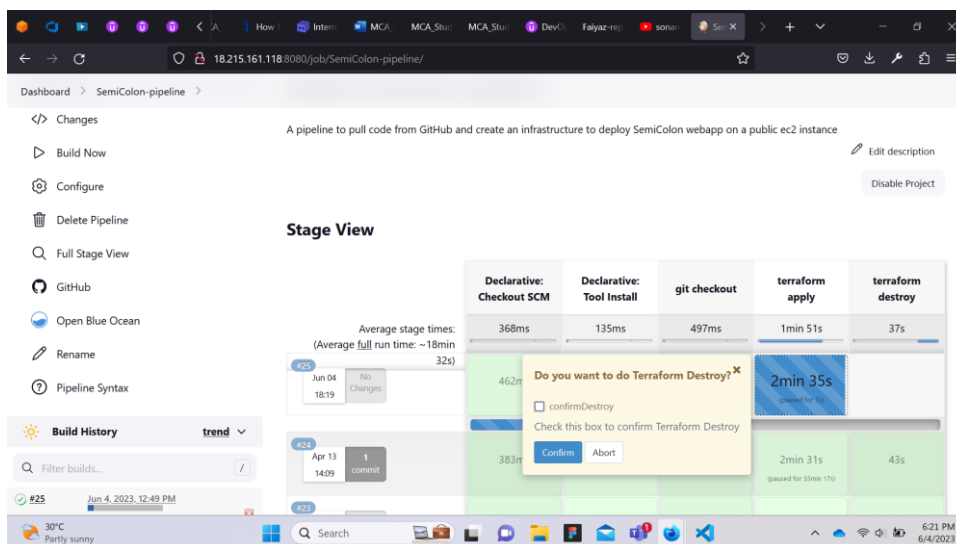 How
Intern
MCA_
MCA_Stud
MCA_Stud
DevO
Faiyaz-rep
sonar
Se
18.215.161.118:8080/job/SemiColon-pipeline/
Dashboard > SemiColon-pipeline >
Changes
Build Now
Configure
Delete Pipeline
Full Stage View
GitHub
Open Blue Ocean
Rename
Pipeline Syntax
Build History trend
Filter builds... /
#25 Jun 4, 2023, 12:49 PM
A pipeline to pull code from GitHub and create an infrastructure to deploy SemiColon webapp on a public ec2 instance
Edit description
Disable Project
Stage View
Declarative: Checkout SCM
Declarative: Tool Install
git checkout
terraform apply
terraform destroy
Average stage times:
(Average full run time: ~18min 32s)
368ms 135ms 497ms 1min 51s 37s
#25
Jun 04
18:19
No Changes
462m
2min 35s
#24
Apr 13
14:09
1 commit
383m
2min 31s
(paused for 33min 17s)
43s
#23
Do you want to do Terraform Destroy?
confirmDestroy
Check this box to confirm Terraform Destroy
Confirm Abort
30°C
Partly sunny
Search
6:21 PM
6/4/2023